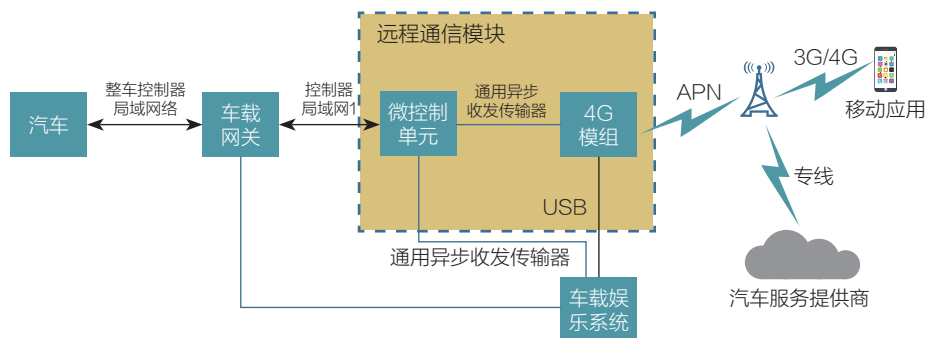 远程通信模块
3G/4G
移动应用
整车控制器
局域网络
控制器
局域网1
通用异步
收发传输器
APN
汽车
车载
网关
微控制
单元
4G
模组
专线
USB
通用异步收发传输器
车载娱
乐系统
汽车服务提供商